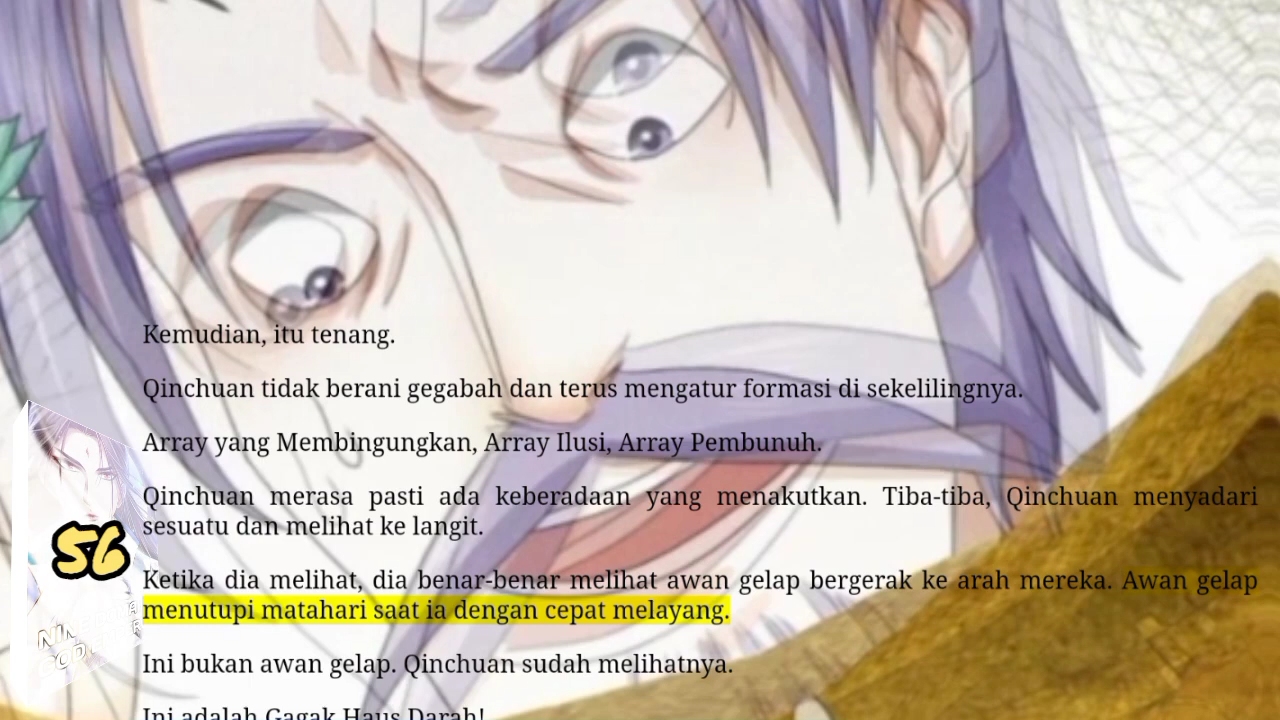 Kemudian, itu tenang.
Qinchuan tidak berani gegabah dan terus mengatur formasi di sekelilingnya.
Array yang Membingungkan, Array Ilusi, Array Pembunuh.
Qinchuan merasa pasti ada keberadaan yang menakutkan. Tiba-tiba, Qinchuan menyadari
sesuatu dan melihat ke langit.
56
Ketika dia melihat, dia benar-benar melihat awan gelap bergerak ke arah mereka. Awan gelap
menutupi matahari saat ia dengan cepat melayang.
Ini bukan awan gelap. Qinchuan sudah melihatnya.
Ini adalah Gagak Haus Darah!